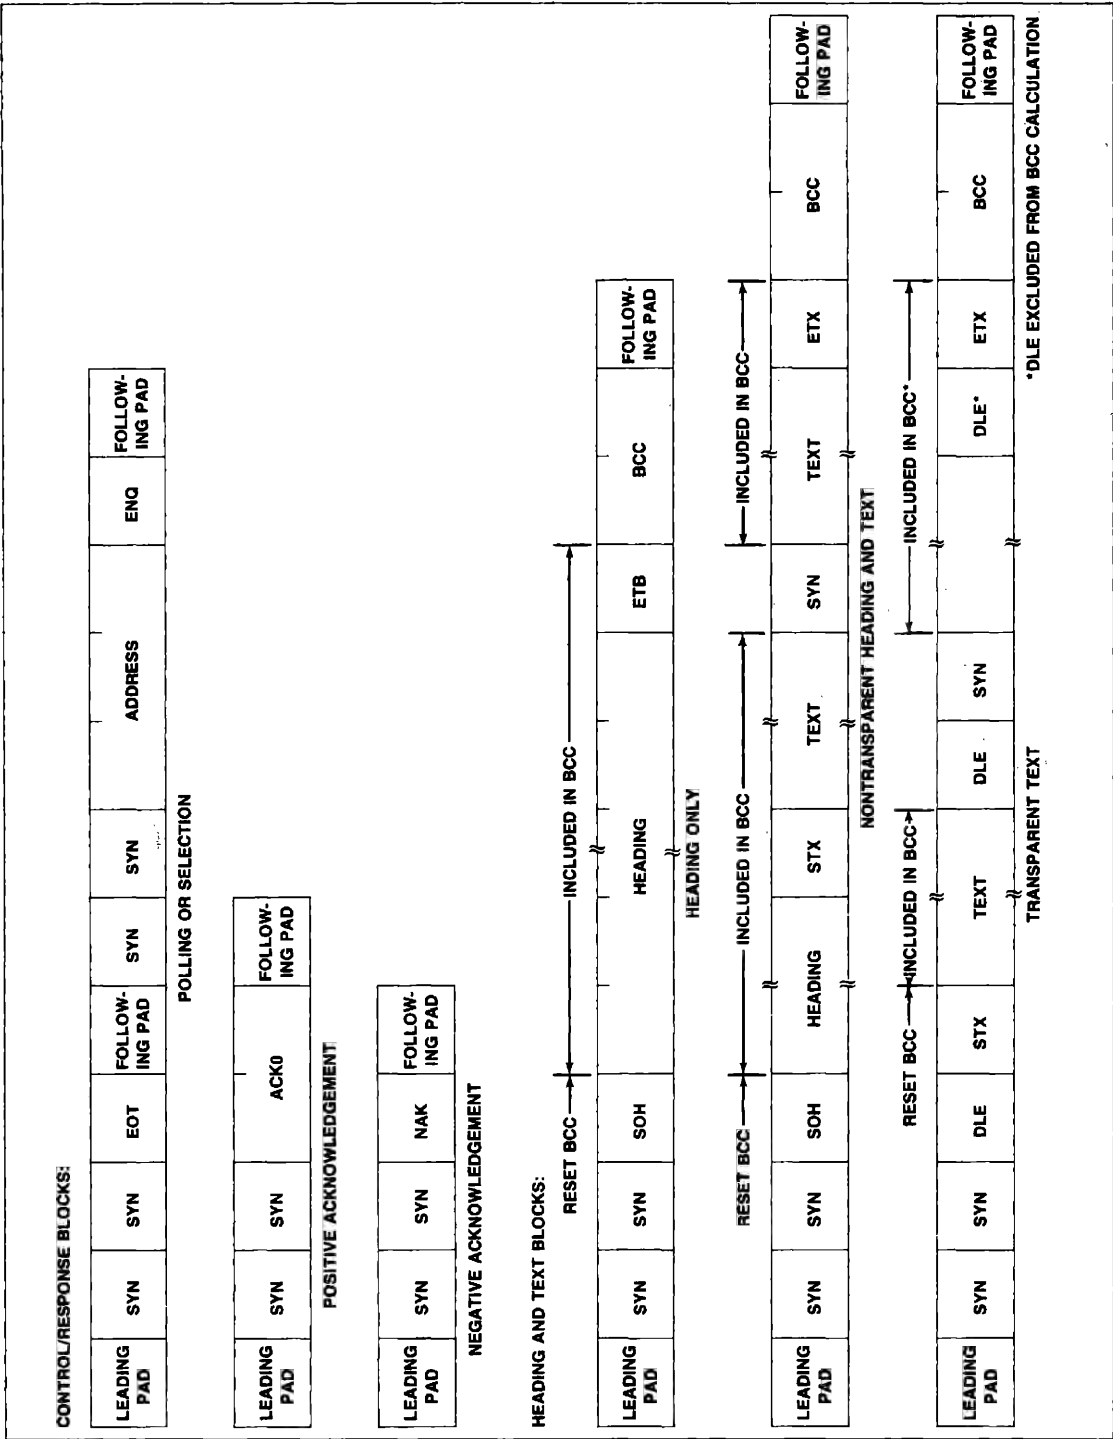 CONTROL/RESPONSE BLOCKS:
LEADING PAD SYN SYN EOT FOLLOW-ING PAD SYN SYN ADDRESS ENQ FOLLOW-ING PAD
POLLING OR SELECTION
LEADING PAD SYN SYN ACK0 FOLLOW-ING PAD
POSITIVE ACKNOWLEDGEMENT
LEADING PAD SYN SYN NAK FOLLOW-ING PAD
NEGATIVE ACKNOWLEDGEMENT
HEADING AND TEXT BLOCKS:
RESET BCC INCLUDED IN BCC
LEADING PAD SYN SYN SOH HEADING ETB BCC FOLLOW-ING PAD
HEADING ONLY
RESET BCC INCLUDED IN BCC INCLUDED IN BCC
LEADING PAD SYN SYN SOH HEADING STX TEXT SYN TEXT ETX BCC FOLLOW-ING PAD
NONTRANSPARENT HEADING AND TEXT
RESET BCC INCLUDED IN BCC INCLUDED IN BCC*
LEADING PAD SYN SYN DLE STX TEXT DLE SYN DLE* ETX BCC FOLLOW-ING PAD
TRANSPARENT TEXT
*DLE EXCLUDED FROM BCC CALCULATION